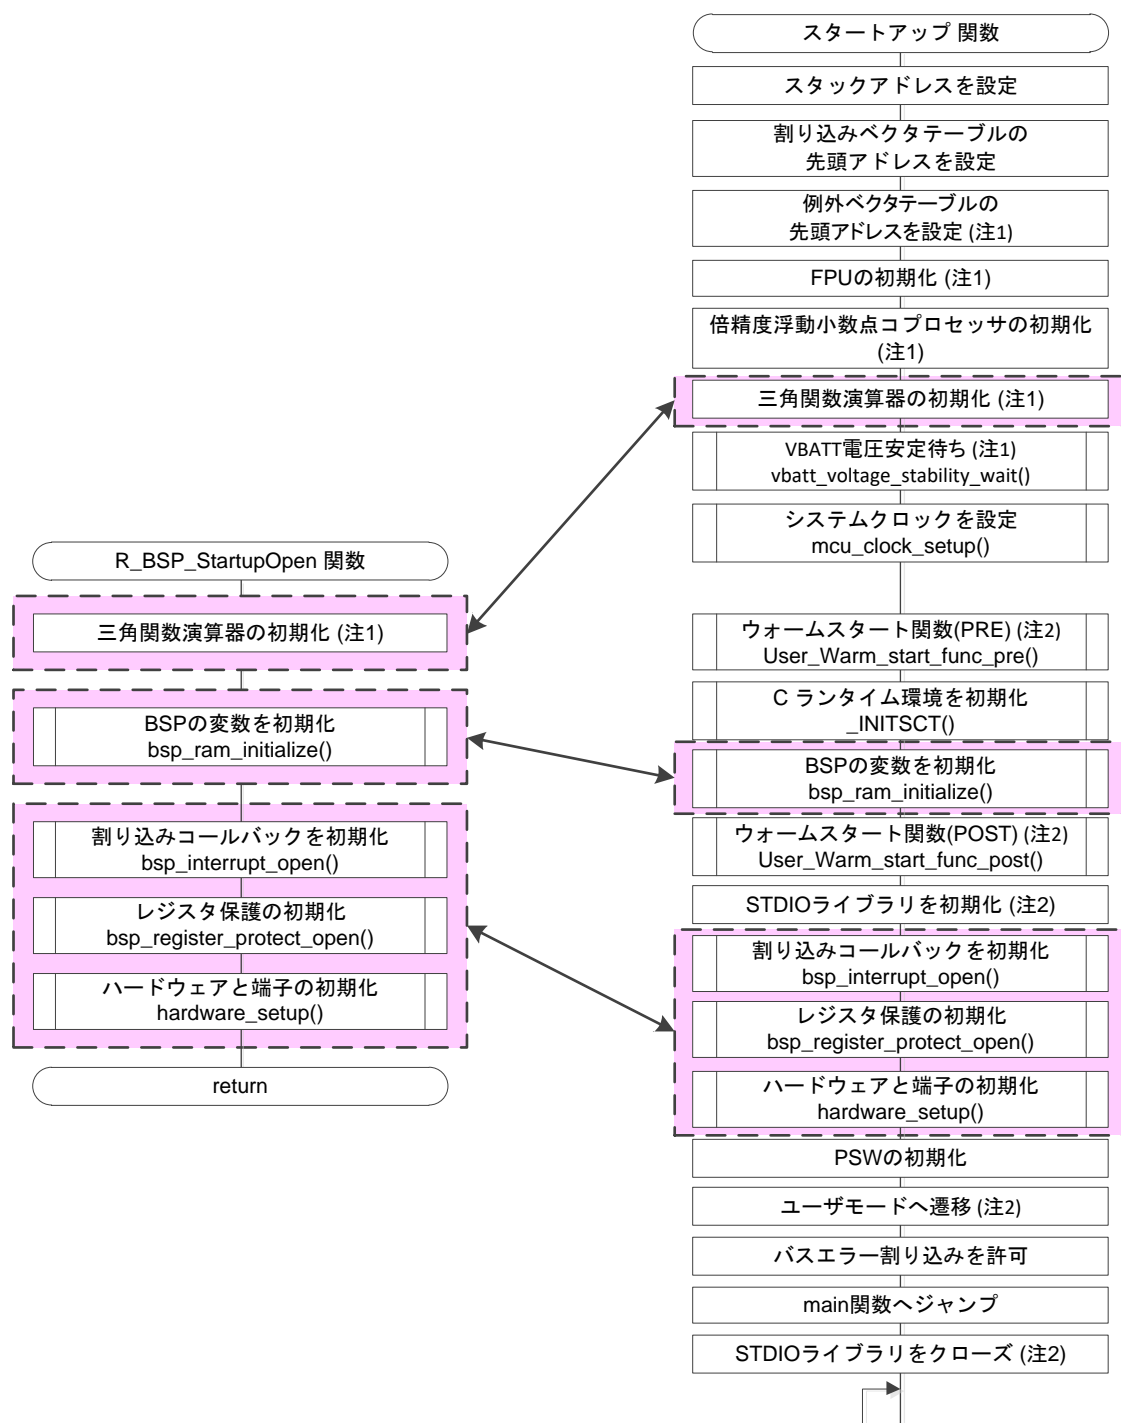 スタートアップ 関数
スタックアドレスを設定
割り込みベクタテーブルの
先頭アドレスを設定
例外ベクタテーブルの
先頭アドレスを設定 (注1)
FPUの初期化 (注1)
倍精度浮動小数点コプロセッサの初期化
(注1)
三角関数演算器の初期化 (注1)
VBATT電圧安定待ち (注1)
vbatt_voltage_stability_wait()
システムクロックを設定
mcu_clock_setup()
ウォームスタート関数(PRE) (注2)
User_Warm_start_func_pre()
C ランタイム環境を初期化
_INITSCT()
BSPの変数を初期化
bsp_ram_initialize()
ウォームスタート関数(POST) (注2)
User_Warm_start_func_post()
STDIOライブラリを初期化 (注2)
割り込みコールバックを初期化
bsp_interrupt_open()
レジスタ保護の初期化
bsp_register_protect_open()
ハードウェアと端子の初期化
hardware_setup()
PSWの初期化
ユーザモードへ遷移 (注2)
バスエラー割り込みを許可
main関数へジャンプ
STDIOライブラリをクローズ (注2)
R_BSP_StartupOpen 関数
三角関数演算器の初期化 (注1)
BSPの変数を初期化
bsp_ram_initialize()
割り込みコールバックを初期化
bsp_interrupt_open()
レジスタ保護の初期化
bsp_register_protect_open()
ハードウェアと端子の初期化
hardware_setup()
return